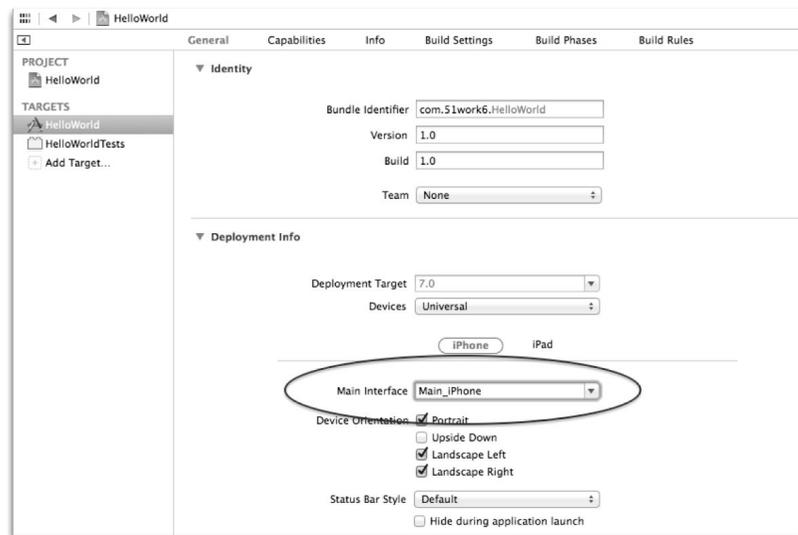 HelloWorld
General Capabilities Info Build Settings Build Phases Build Rules
PROJECT
HelloWorld
TARGETS
HelloWorld
HelloWorldTests
Add Target...
Identity
Bundle Identifier com.51work6.HelloWorld
Version 1.0
Build 1.0
Team None
Deployment Info
Deployment Target 7.0
Devices Universal
iPhone iPad
Main Interface Main_iPhone
Device Orientation Portrait
Upside Down
Landscape Left
Landscape Right
Status Bar Style Default
Hide during application launch